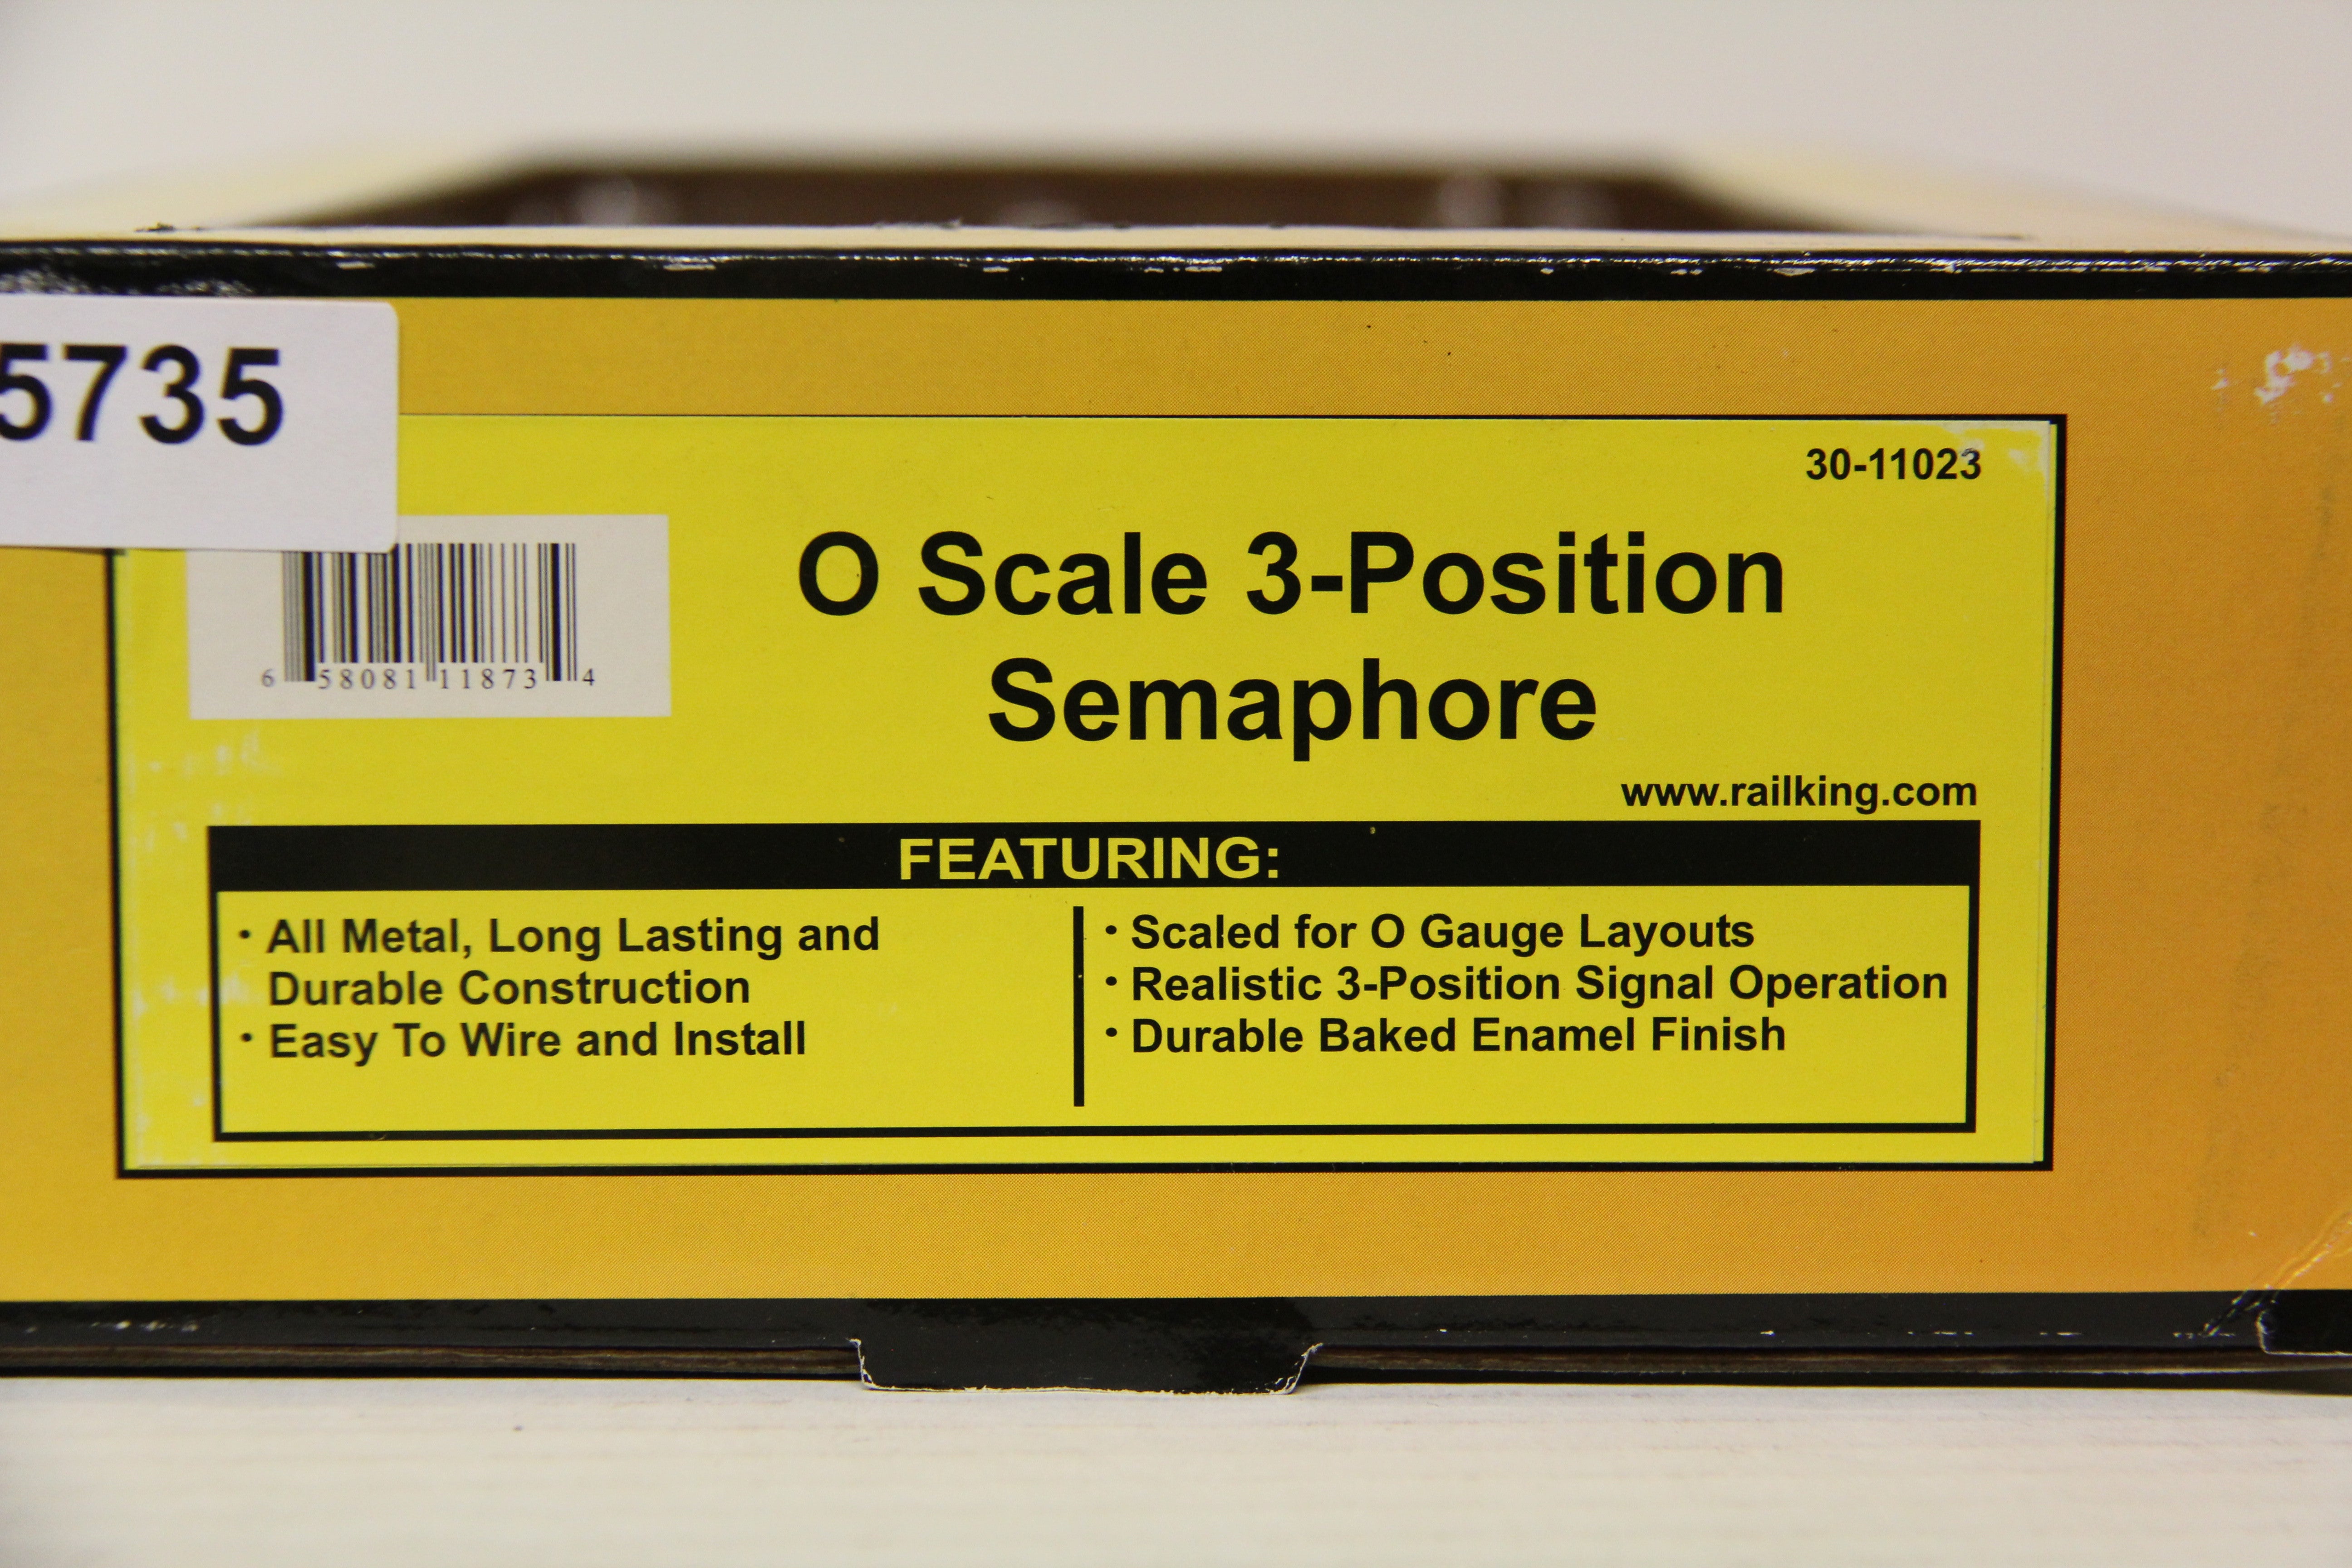 5735
30-11023
O Scale 3-Position
Semaphore
6 58081 11873 4
www.railking.com
FEATURING:
· All Metal, Long Lasting and
Durable Construction
· Easy To Wire and Install
· Scaled for O Gauge Layouts
· Realistic 3-Position Signal Operation
· Durable Baked Enamel Finish